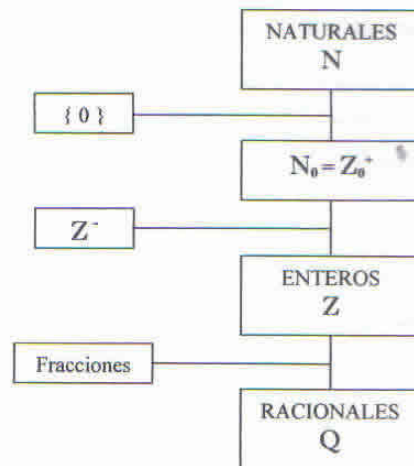 NATURALES
N
{ 0 }
N₀ = Z₀⁺
Z⁻
ENTEROS
Z
Fracciones
RACIONALES
Q